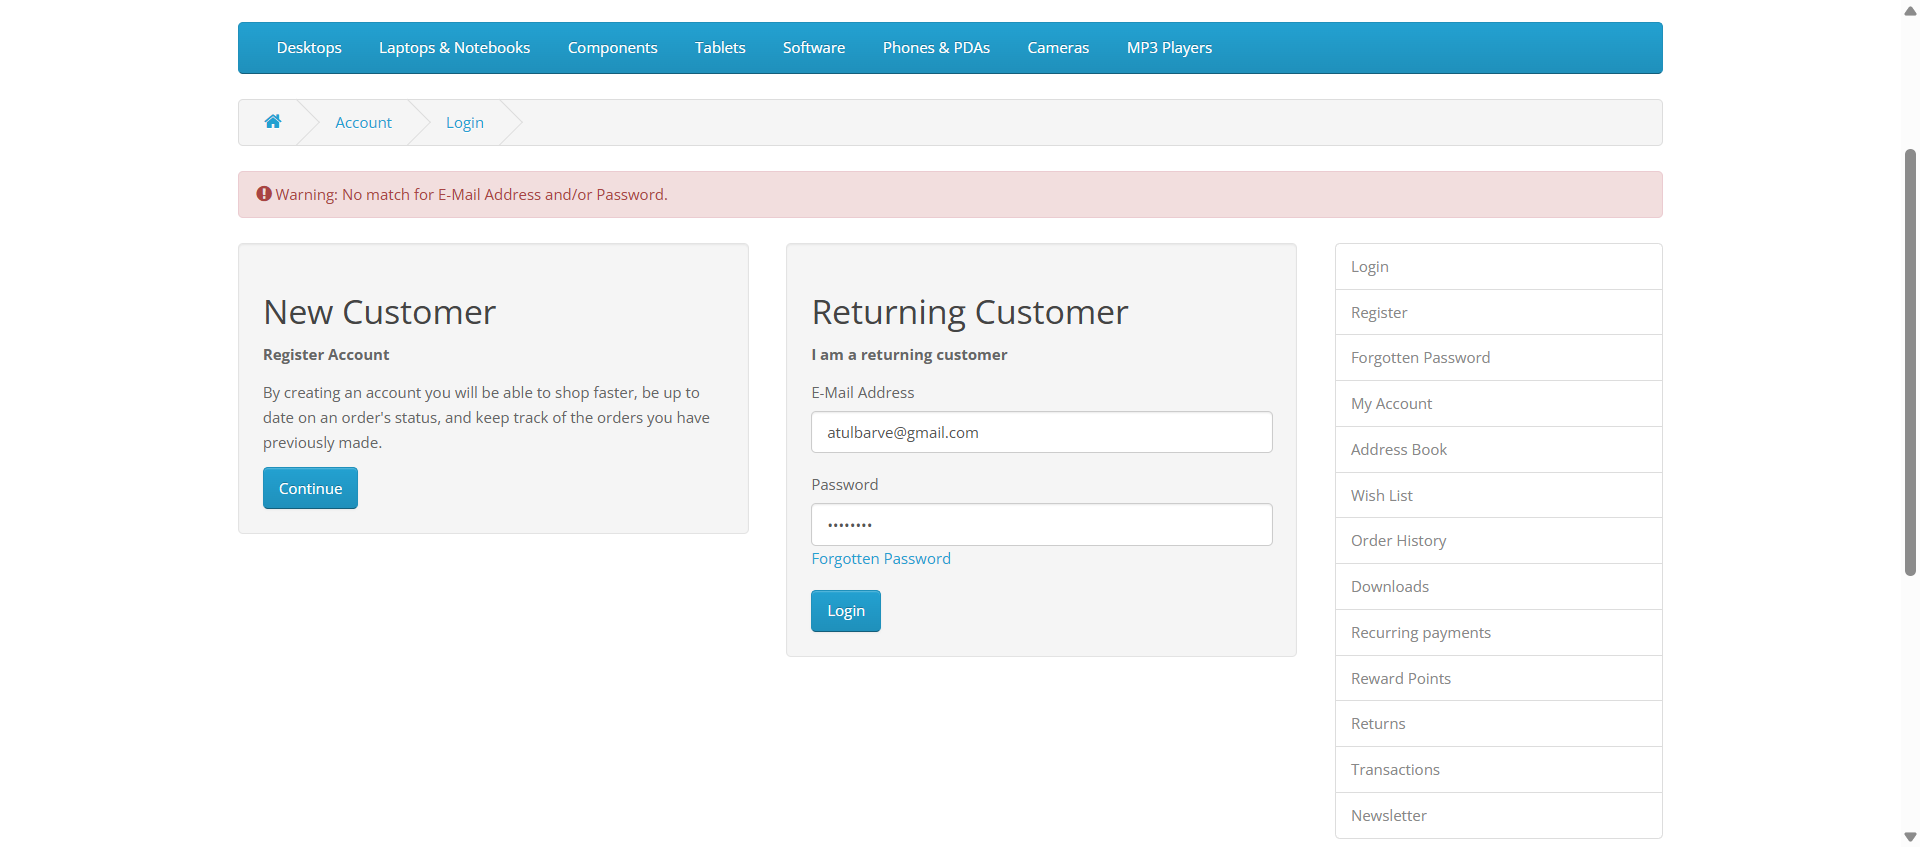 Desktops Laptops & Notebooks Components Tablets Software Phones & PDAs Cameras MP3 Players
Account Login
Warning: No match for E-Mail Address and/or Password.
New Customer
Register Account
By creating an account you will be able to shop faster, be up to
date on an order's status, and keep track of the orders you have
previously made.
Continue
Returning Customer
I am a returning customer
E-Mail Address
atulbarve@gmail.com
Password
••••••••
Forgotten Password
Login
Login
Register
Forgotten Password
My Account
Address Book
Wish List
Order History
Downloads
Recurring payments
Reward Points
Returns
Transactions
Newsletter